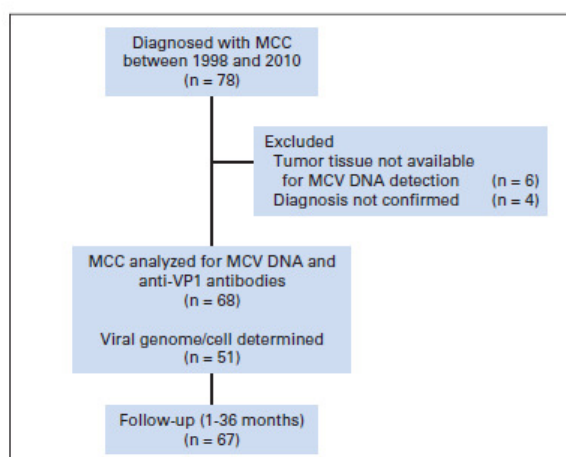 Diagnosed with MCC
between 1998 and 2010
(n = 78)
Excluded
Tumor tissue not available
for MCV DNA detection (n = 6)
Diagnosis not confirmed (n = 4)
MCC analyzed for MCV DNA and
anti-VP1 antibodies
(n = 68)
Viral genome/cell determined
(n = 51)
Follow-up (1-36 months)
(n = 67)